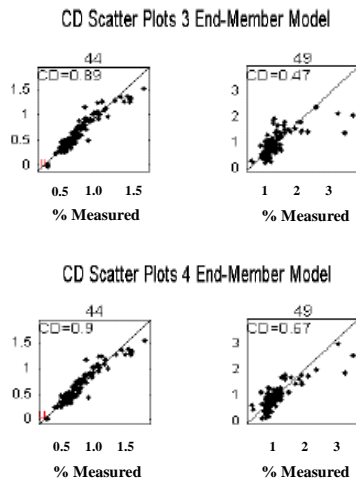 CD Scatter Plots 3 End-Member Model
44 49
CD=0.89 CD=0.47
1.5
1
0.5
0
3
2
1
0
0.5 1.0 1.5 1 2 3
% Measured % Measured
CD Scatter Plots 4 End-Member Model
44 49
CD=0.9 CD=0.67
1.5
1
0.5
0
3
2
1
0
0.5 1.0 1.5 1 2 3
% Measured % Measured